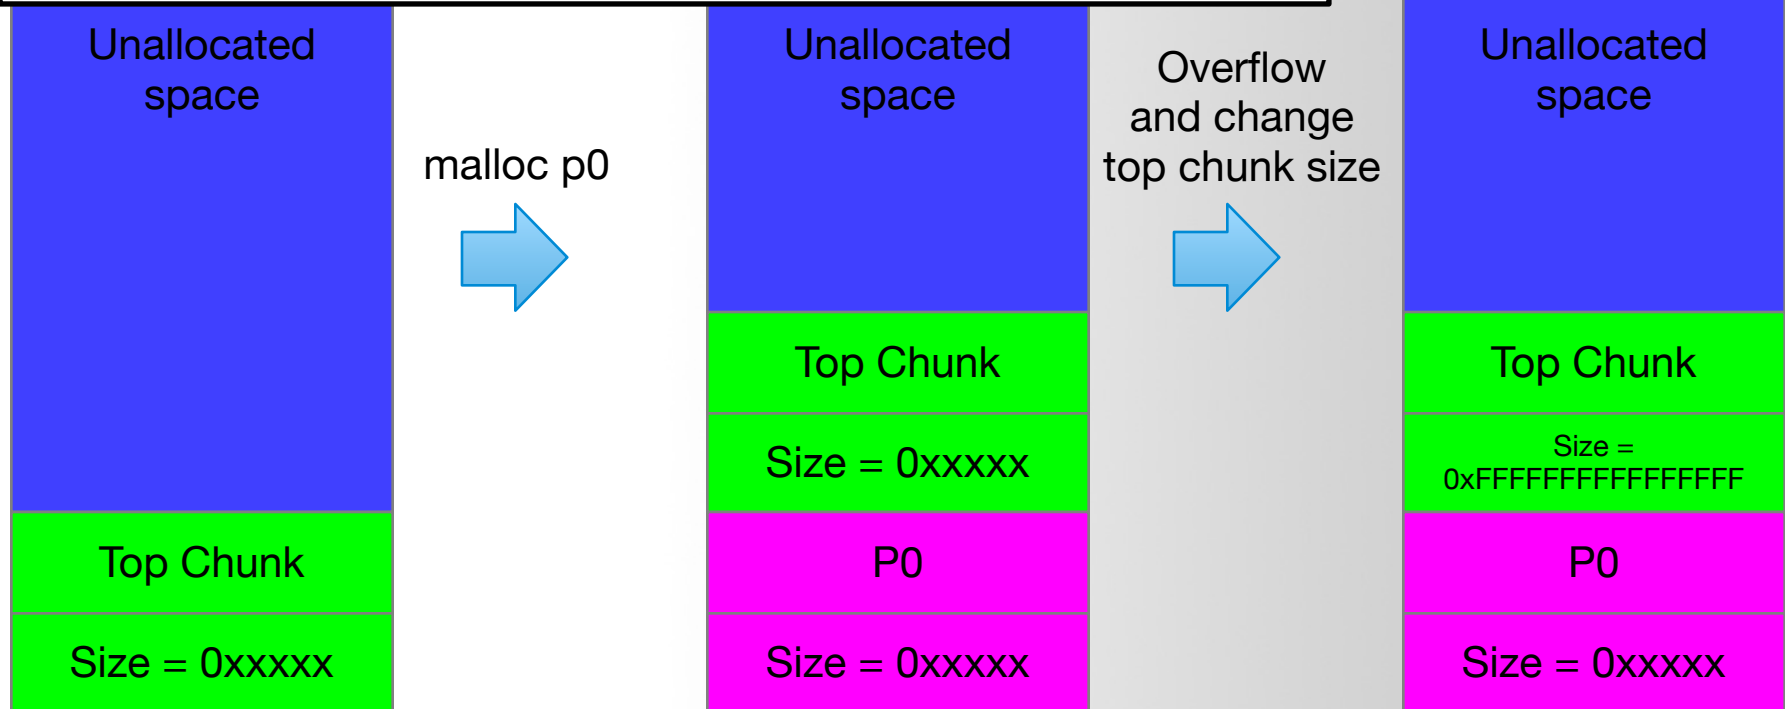 Unallocated
space
Top Chunk
Size = 0xxxxx
malloc p0
Unallocated
space
Top Chunk
Size = 0xxxxx
P0
Size = 0xxxxx
Overflow
and change
top chunk size
Unallocated
space
Top Chunk
Size =
0xFFFFFFFFFFFFFFFF
P0
Size = 0xxxxx